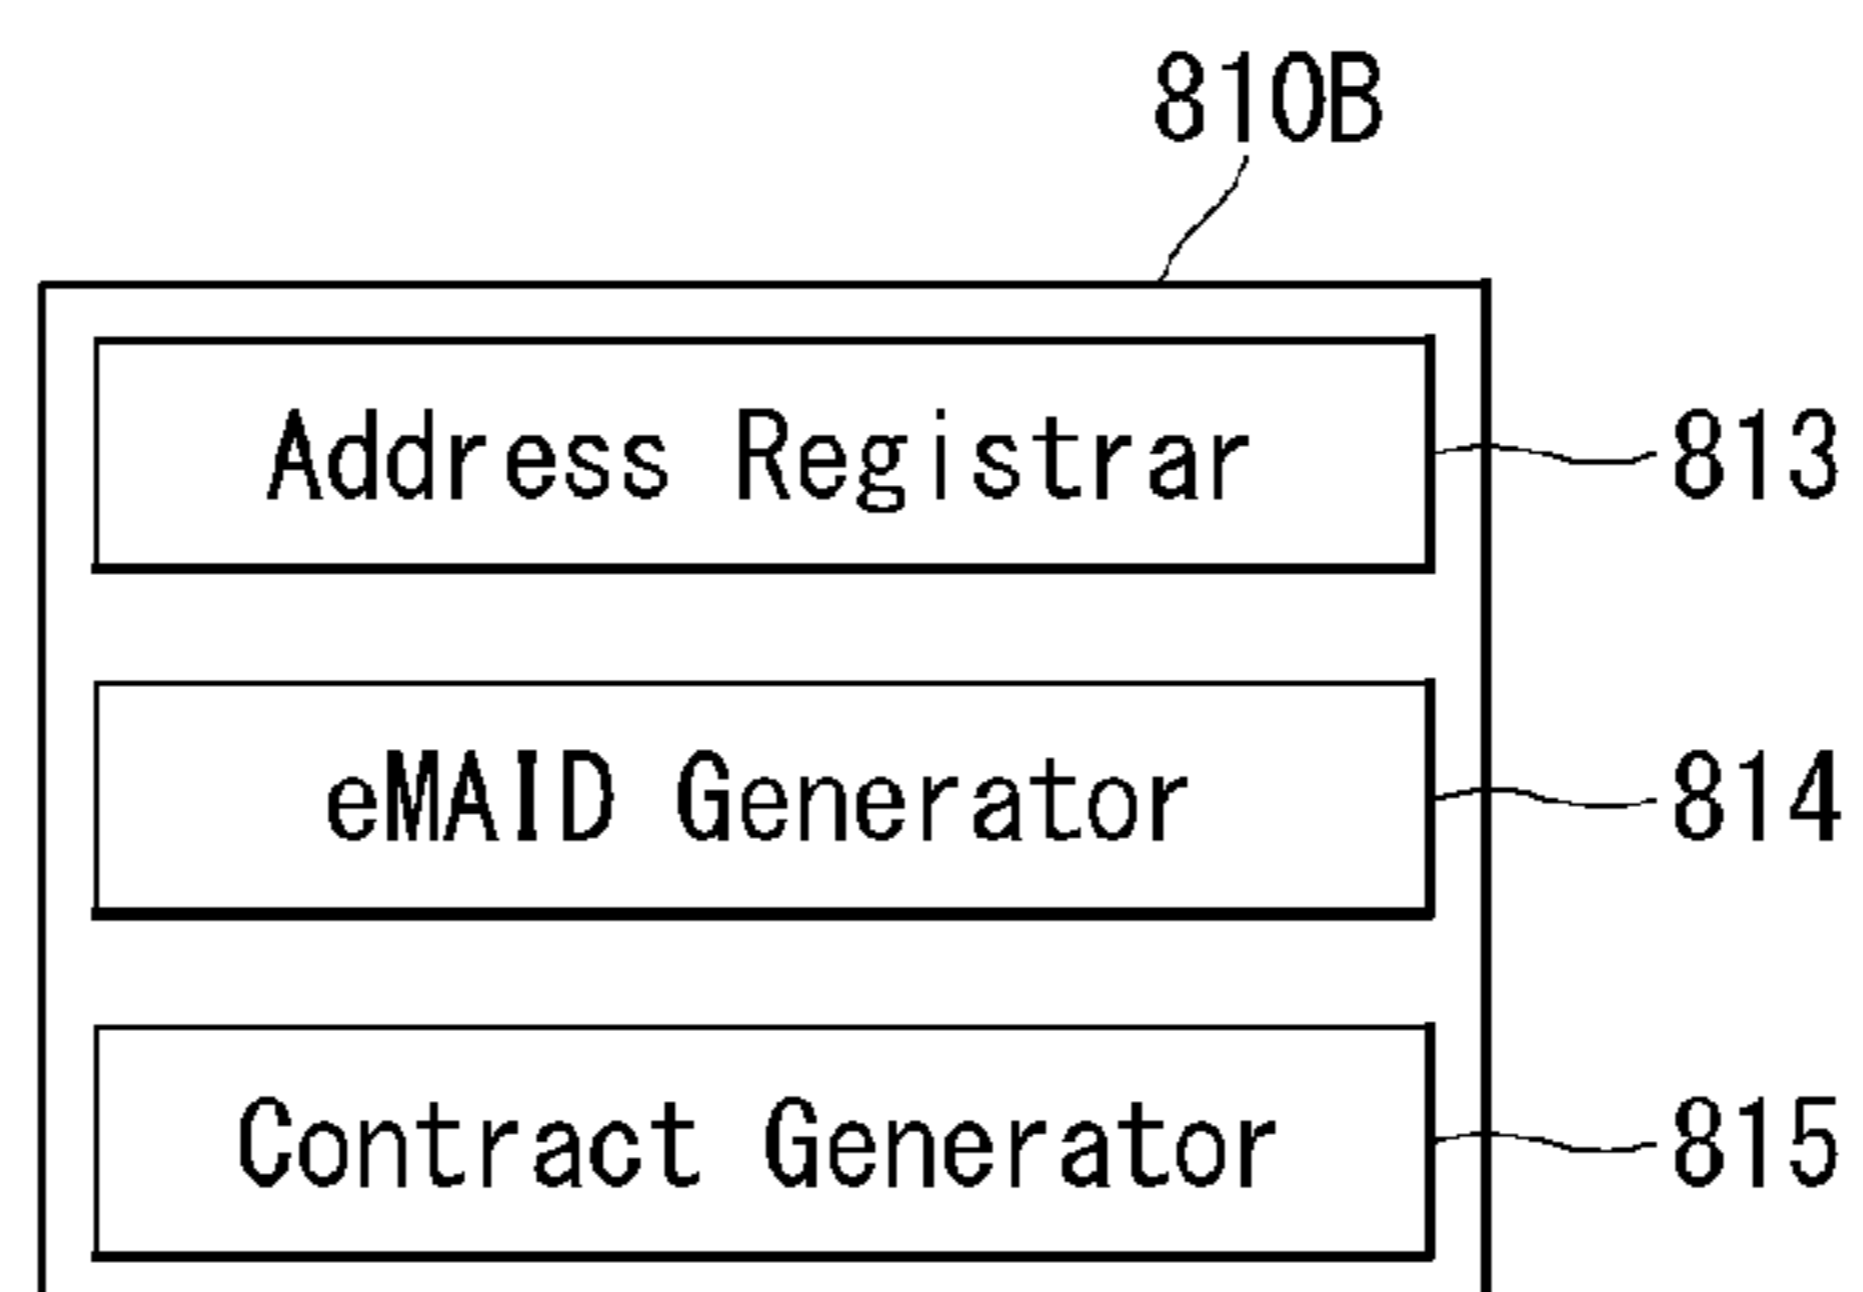 810B
Address Registrar 813
eMAID Generator 814
Contract Generator 815